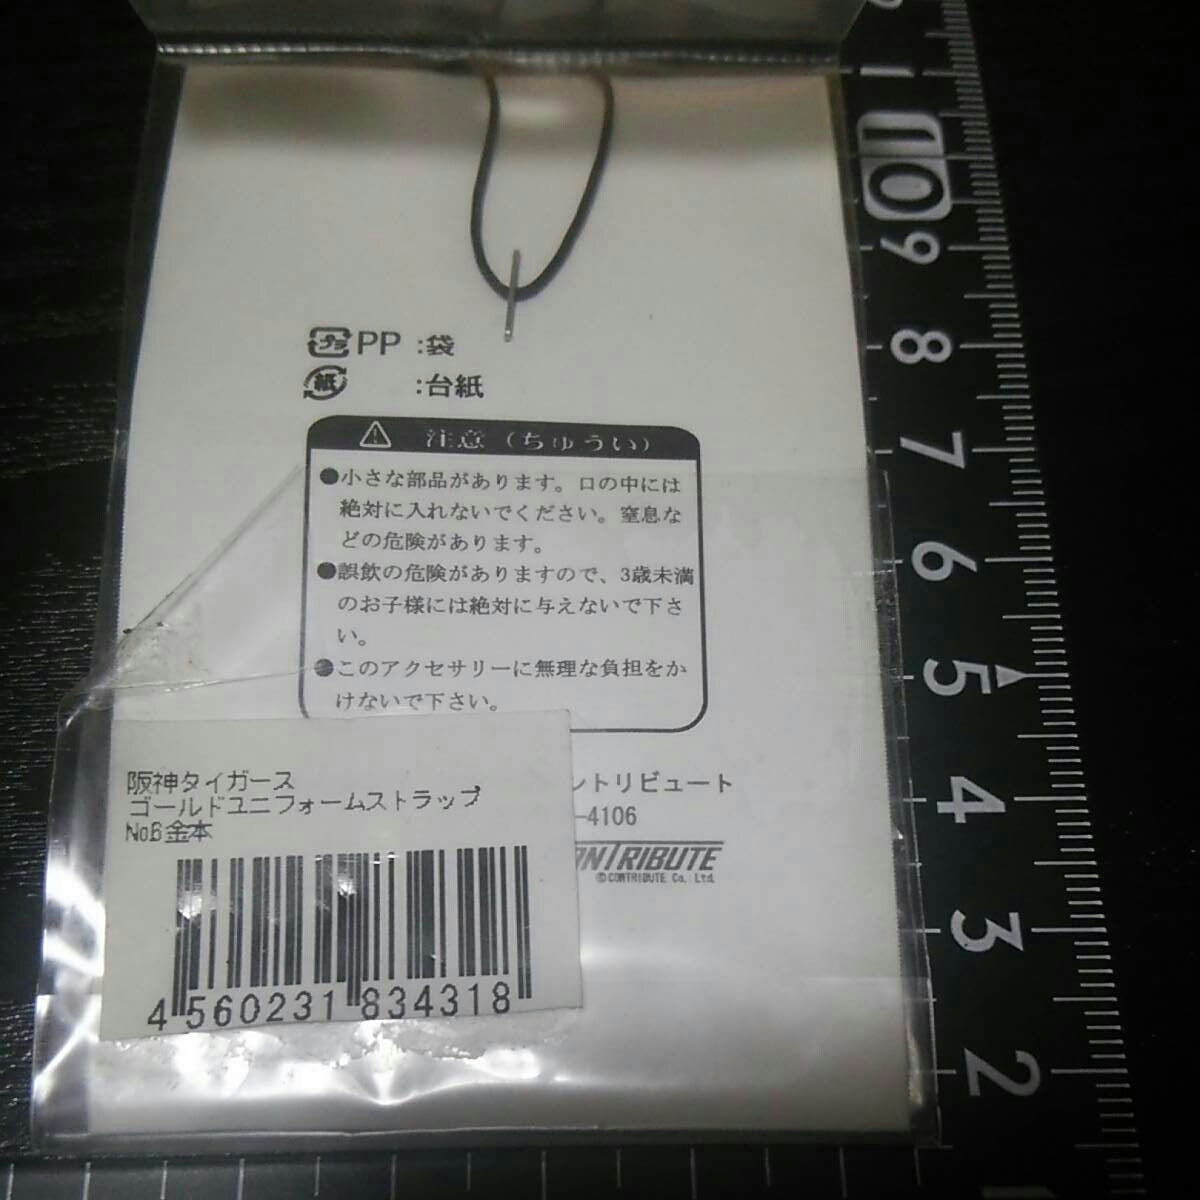 プラ PP :袋
紙 :台紙
注意(ちゅうい)
●小さな部品があります。口の中には
絶対に入れないでください。窒息な
どの危険があります。
●誤飲の危険がありますので、3歳未満
のお子様には絶対に与えないで下さ
い。
●このアクセサリーに無理な負担をか
けないで下さい。
ントリビュート
-4106
ONTRIBUTE
©CONTRIBUTE Co. Ltd.
阪神タイガース
ゴールドユニフォームストラップ
No6金本
4 560231 834318
1
10
9
8
7
6
5
4
3
2